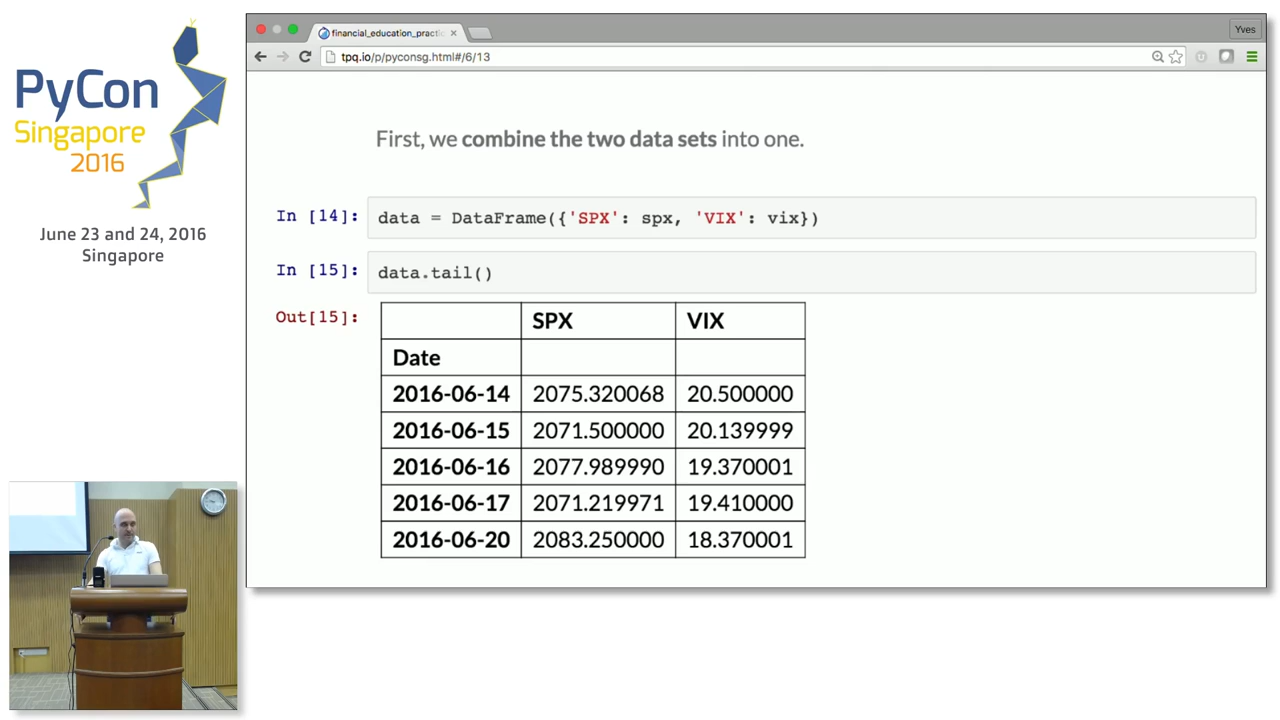 PyCon
Singapore
2016
June 23 and 24, 2016
Singapore
financial_education_practic
Yves
tpq.io/p/pyconsg.html#/6/13
First, we combine the two data sets into one.
In [14]: data = DataFrame({'SPX': spx, 'VIX': vix})
In [15]: data.tail()
Out[15]:
SPX VIX
Date
2016-06-14 2075.320068 20.500000
2016-06-15 2071.500000 20.139999
2016-06-16 2077.989990 19.370001
2016-06-17 2071.219971 19.410000
2016-06-20 2083.250000 18.370001